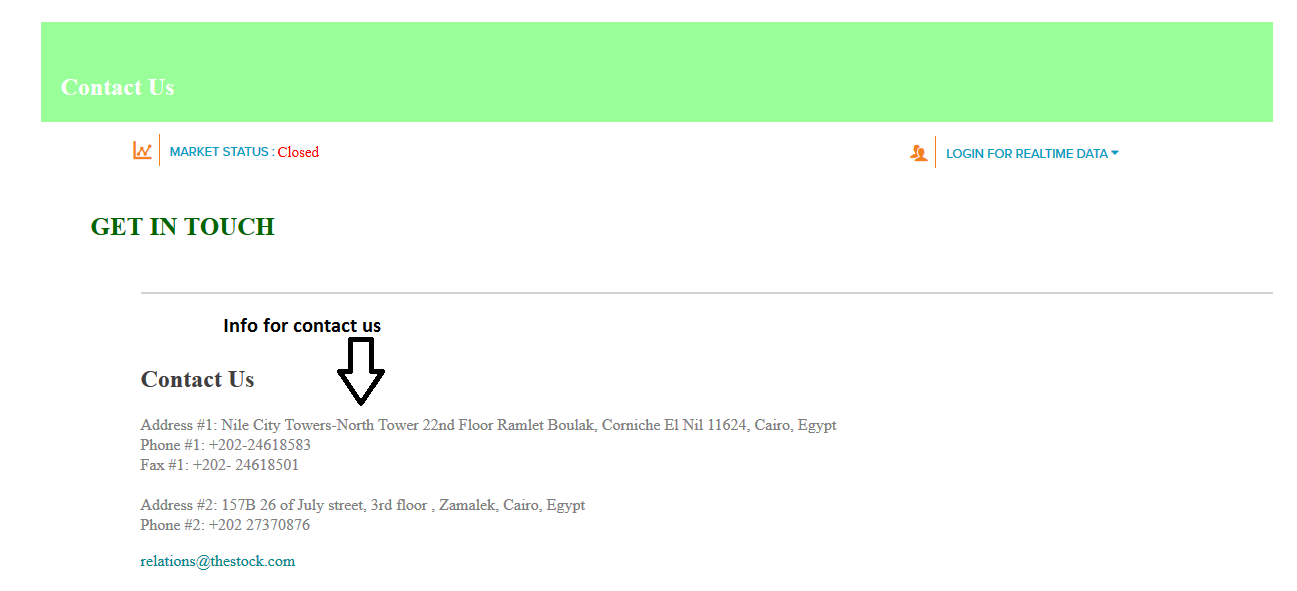 Contact Us
MARKET STATUS : Closed
LOGIN FOR REALTIME DATA
GET IN TOUCH
Info for contact us
Contact Us
Address #1: Nile City Towers-North Tower 22nd Floor Ramlet Boulak, Corniche El Nil 11624, Cairo, Egypt
Phone #1: +202-24618583
Fax #1: +202- 24618501
Address #2: 157B 26 of July street, 3rd floor , Zamalek, Cairo, Egypt
Phone #2: +202 27370876
relations@thestock.com